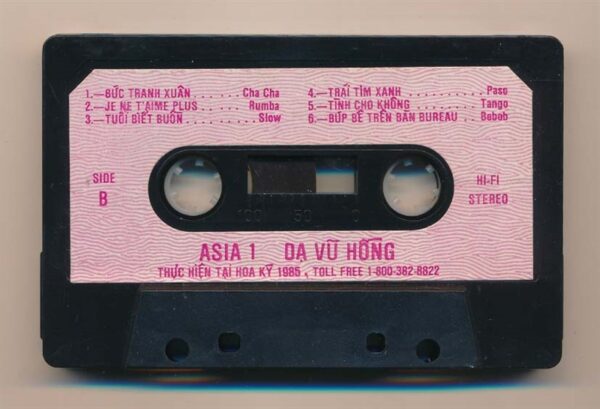 1.—BỨC TRANH XUÂN . . . . . Cha Cha
2.—JE NE T'AIME PLUS . . . . Rumba
3.—TUỔI BIẾT BUỒN . . . . . . . . . Slow
4.—TRÁI TÌM XANH . . . . . . . . . . Paso
5.—TÌNH CHO KHÔNG . . . . . . . . Tango
6.—BÚP BÊ TRÊN BÀN BUREAU . . Bebob
SIDE
B
HI-FI
STEREO
100 50 0
ASIA 1 DẠ VŨ HỒNG
THỰC HIỆN TẠI HOA KỲ 1985 , TOLL FREE 1-800-382-8822